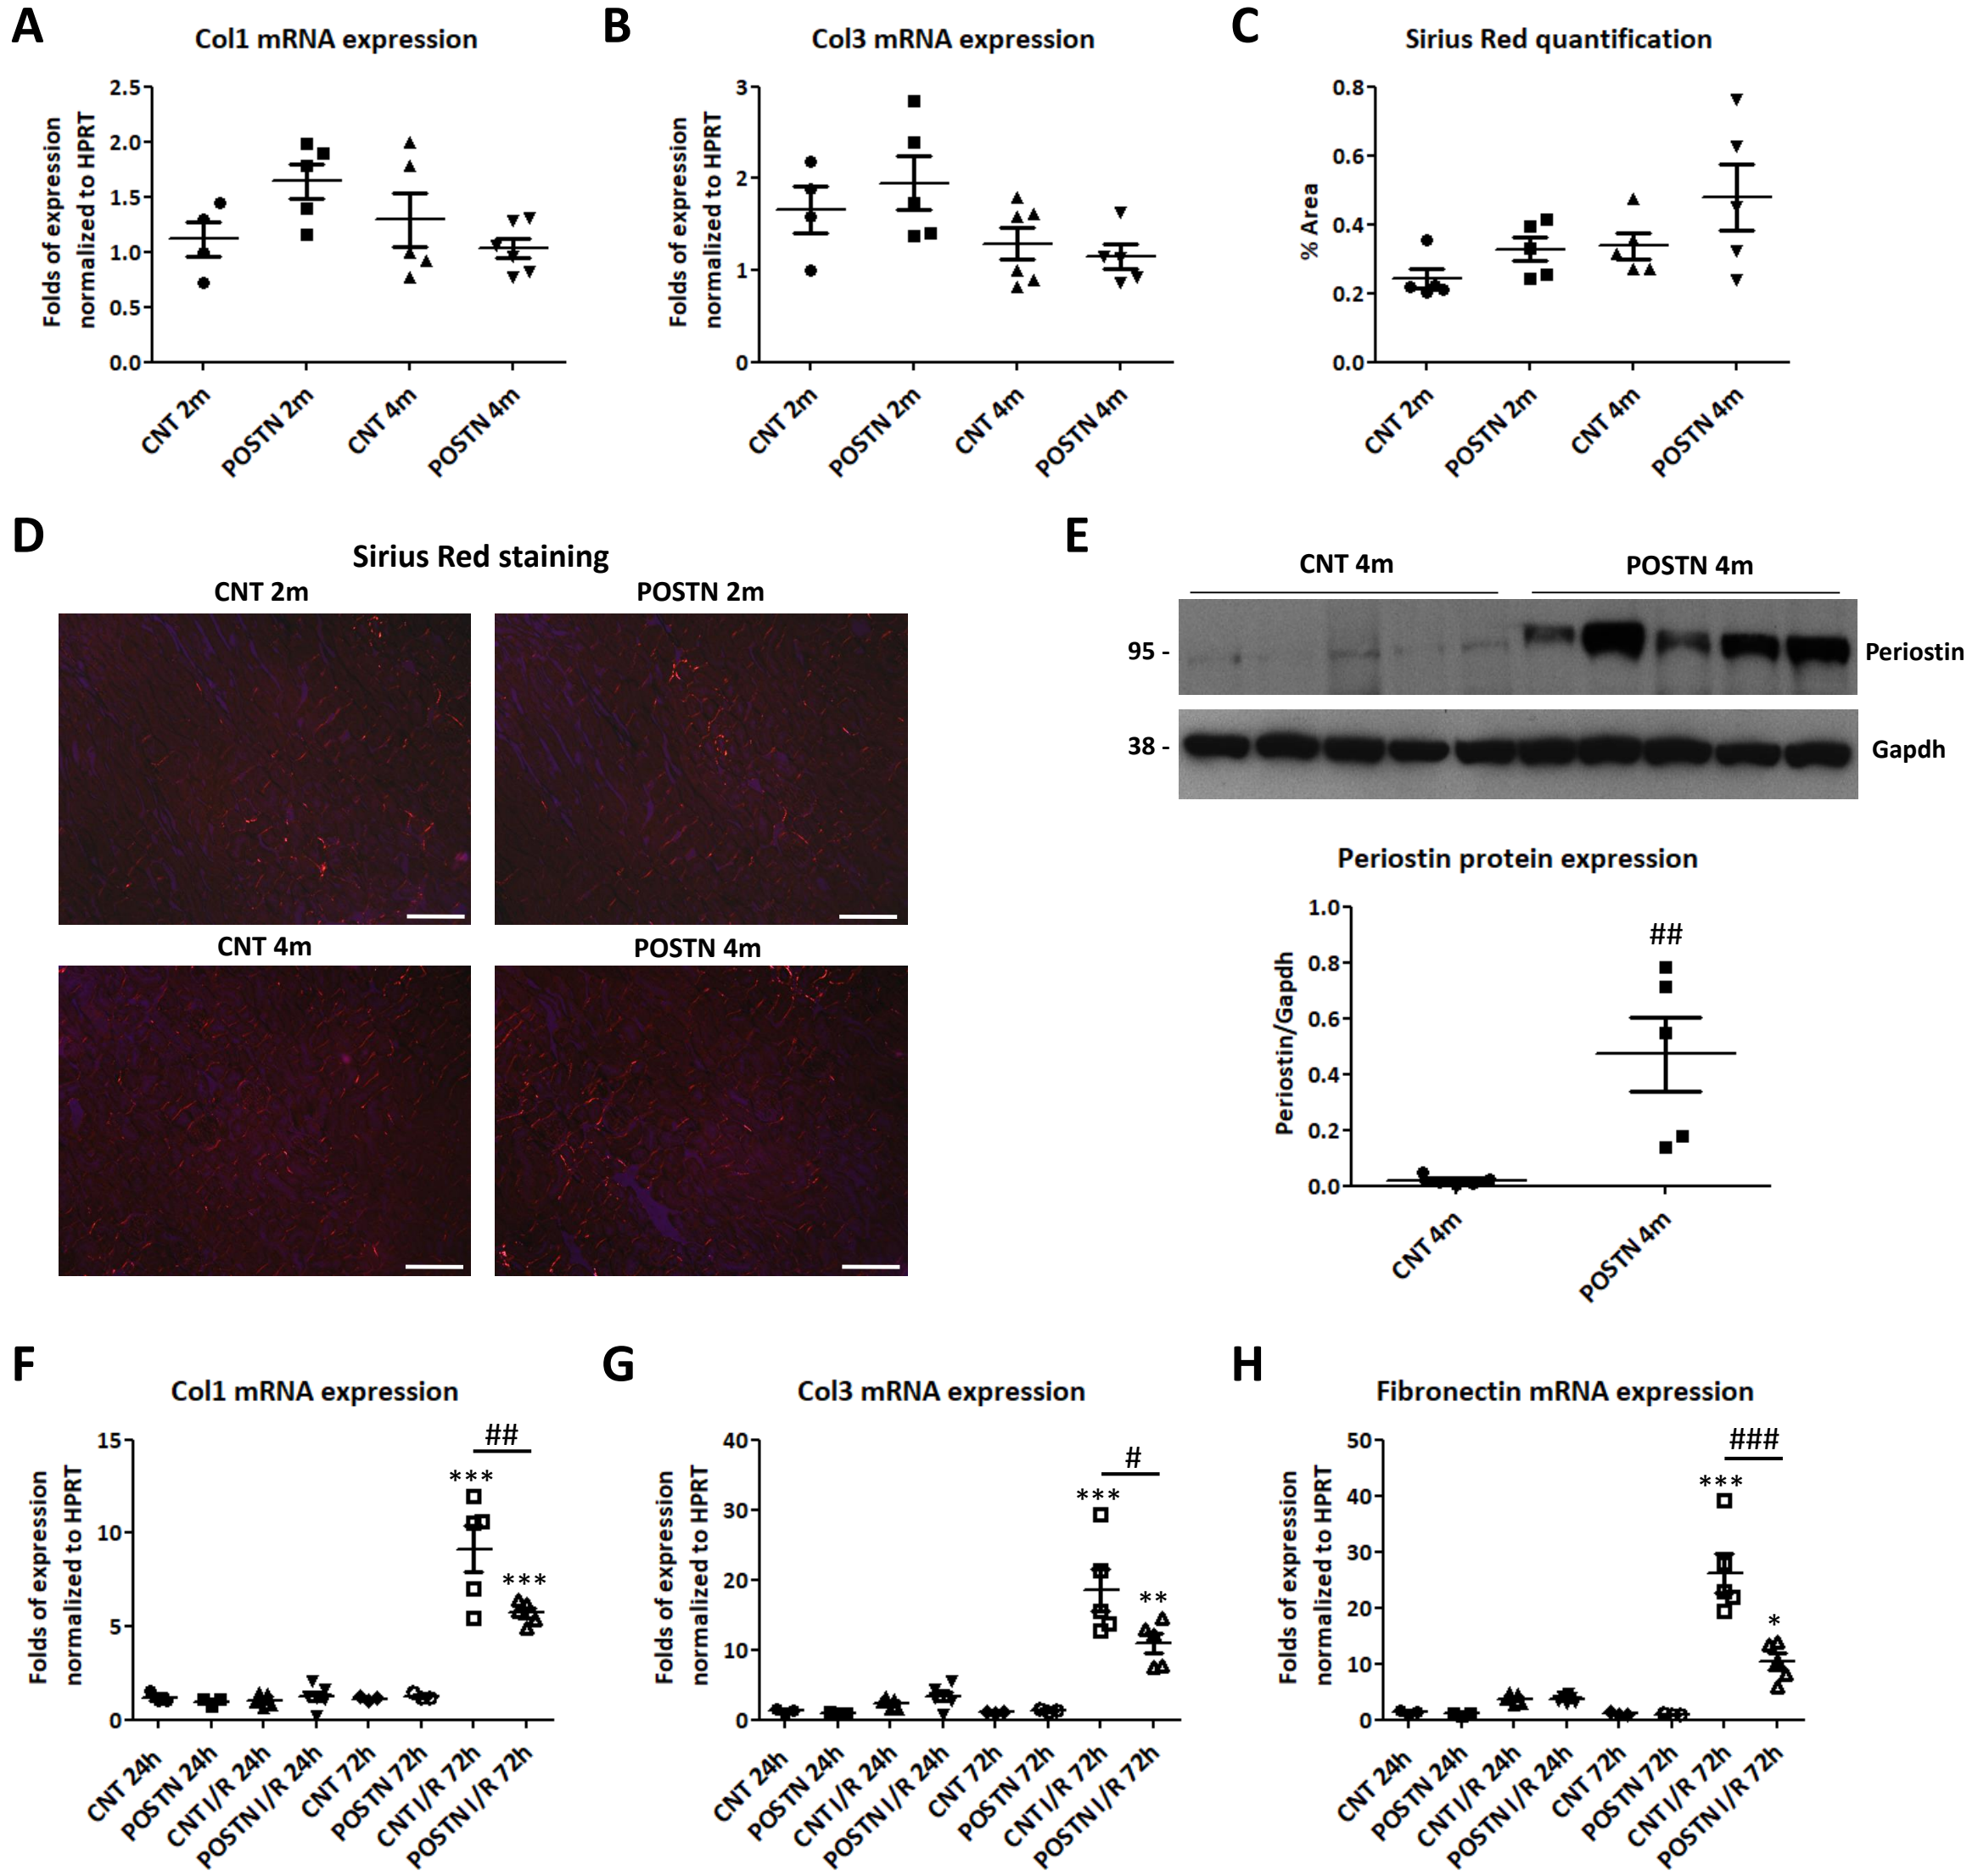 A
Col1 mRNA expression
Folds of expression
normalized to HPRT
2.5
2.0
1.5
1.0
0.5
0.0
CNT 2m
POSTN 2m
CNT 4m
POSTN 4m
B
Col3 mRNA expression
Folds of expression
normalized to HPRT
3
2
1
0
CNT 2m
POSTN 2m
CNT 4m
POSTN 4m
C
Sirius Red quantification
% Area
0.8
0.6
0.4
0.2
0.0
CNT 2m
POSTN 2m
CNT 4m
POSTN 4m
D
Sirius Red staining
CNT 2m
POSTN 2m
CNT 4m
POSTN 4m
E
CNT 4m
POSTN 4m
95 -
Periostin
38 -
Gapdh
Periostin protein expression
Periostin/Gapdh
1.0
0.8
0.6
0.4
0.2
0.0
##
CNT 4m
POSTN 4m
F
Col1 mRNA expression
Folds of expression
normalized to HPRT
15
10
5
0
##
***
***
CNT 24h
POSTN 24h
CNT I/R 24h
POSTN I/R 24h
CNT 72h
POSTN 72h
CNT I/R 72h
POSTN I/R 72h
G
Col3 mRNA expression
Folds of expression
normalized to HPRT
40
30
20
10
0
#
***
**
CNT 24h
POSTN 24h
CNT I/R 24h
POSTN I/R 24h
CNT 72h
POSTN 72h
CNT I/R 72h
POSTN I/R 72h
H
Fibronectin mRNA expression
Folds of expression
normalized to HPRT
50
40
30
20
10
0
###
***
*
CNT 24h
POSTN 24h
CNT I/R 24h
POSTN I/R 24h
CNT 72h
POSTN 72h
CNT I/R 72h
POSTN I/R 72h